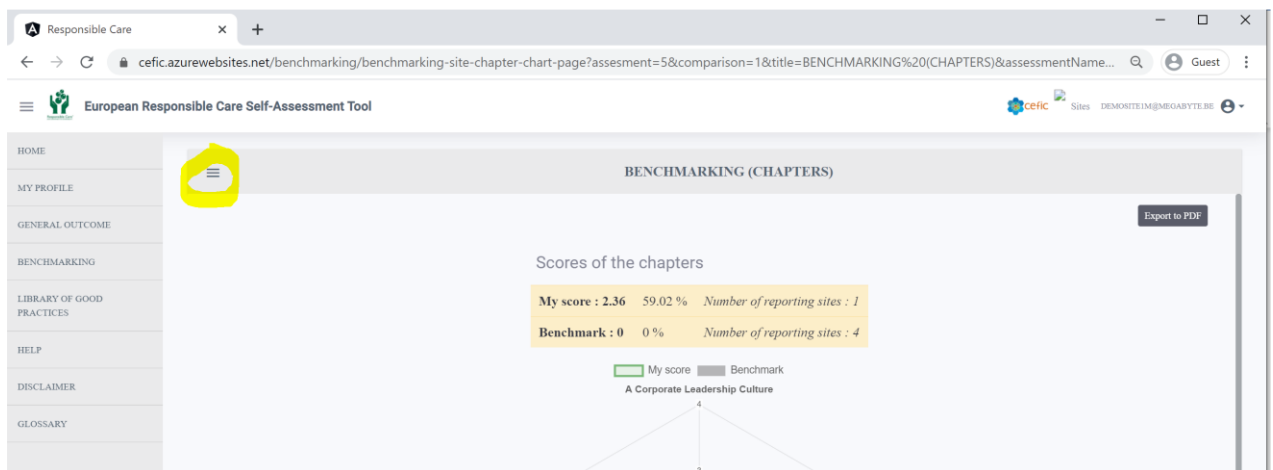 Responsible Care
cefic.azurewebsites.net/benchmarking/benchmarking-site-chapter-chart-page?assesment=5&comparison=1&title=BENCHMARKING%20(CHAPTERS)&assessmentName...
Guest
European Responsible Care Self-Assessment Tool
cefic Sites DEMOSITE1M@MEGABYTE.BE
HOME
MY PROFILE
GENERAL OUTCOME
BENCHMARKING
LIBRARY OF GOOD
PRACTICES
HELP
DISCLAIMER
GLOSSARY
BENCHMARKING (CHAPTERS)
Export to PDF
Scores of the chapters
My score : 2.36 59.02 % Number of reporting sites : 1
Benchmark : 0 0 % Number of reporting sites : 4
My score Benchmark
A Corporate Leadership Culture
4